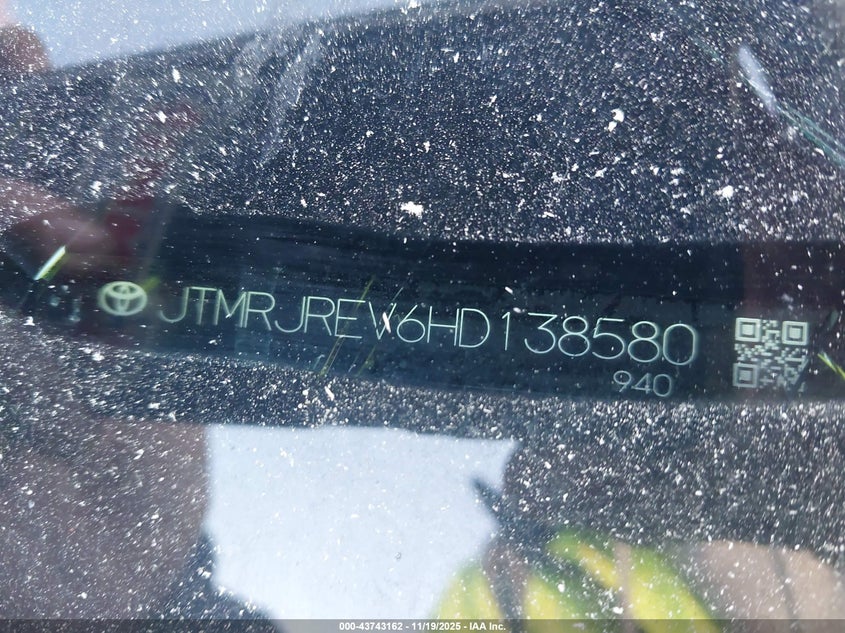 JTMRJREV6HD138580
940
000-43743162 - 11/19/2025 - IAA Inc.